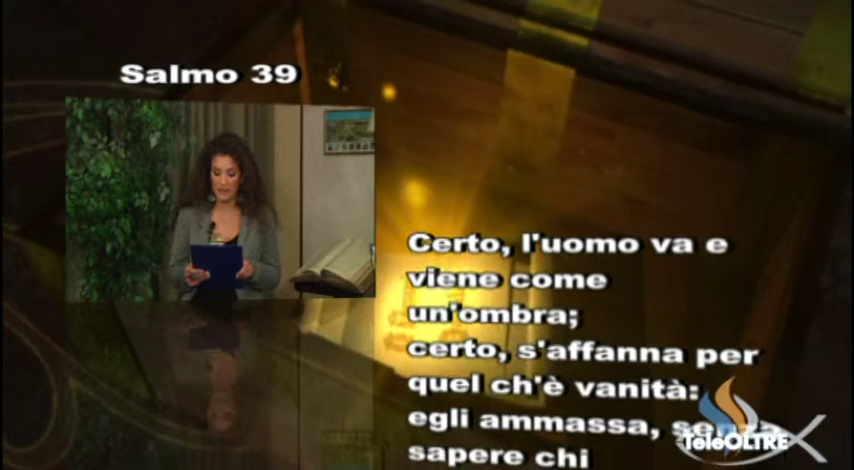 Salmo 39
Certo, l'uomo va e
viene come
un'ombra;
certo, s'affanna per
quel ch'è vanità:
egli ammassa, senza
sapere chi
TeleOLTRE